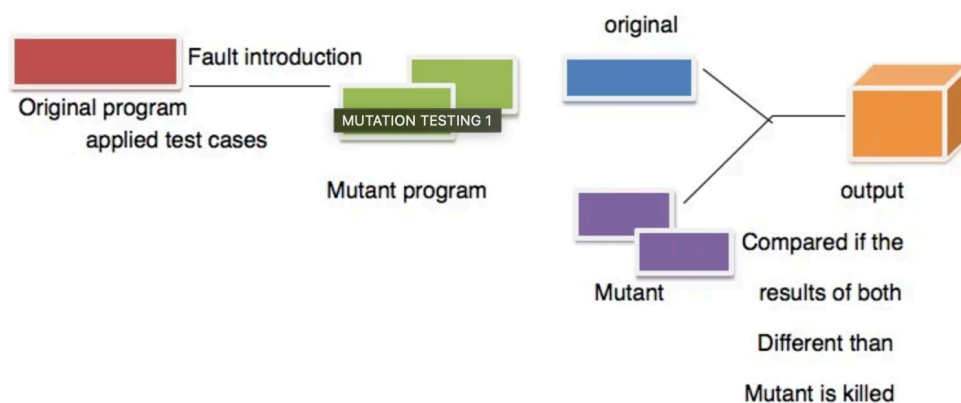 Fault introduction
Original program
applied test cases
MUTATION TESTING 1
Mutant program
original
Mutant
output
Compared if the
results of both
Different than
Mutant is killed